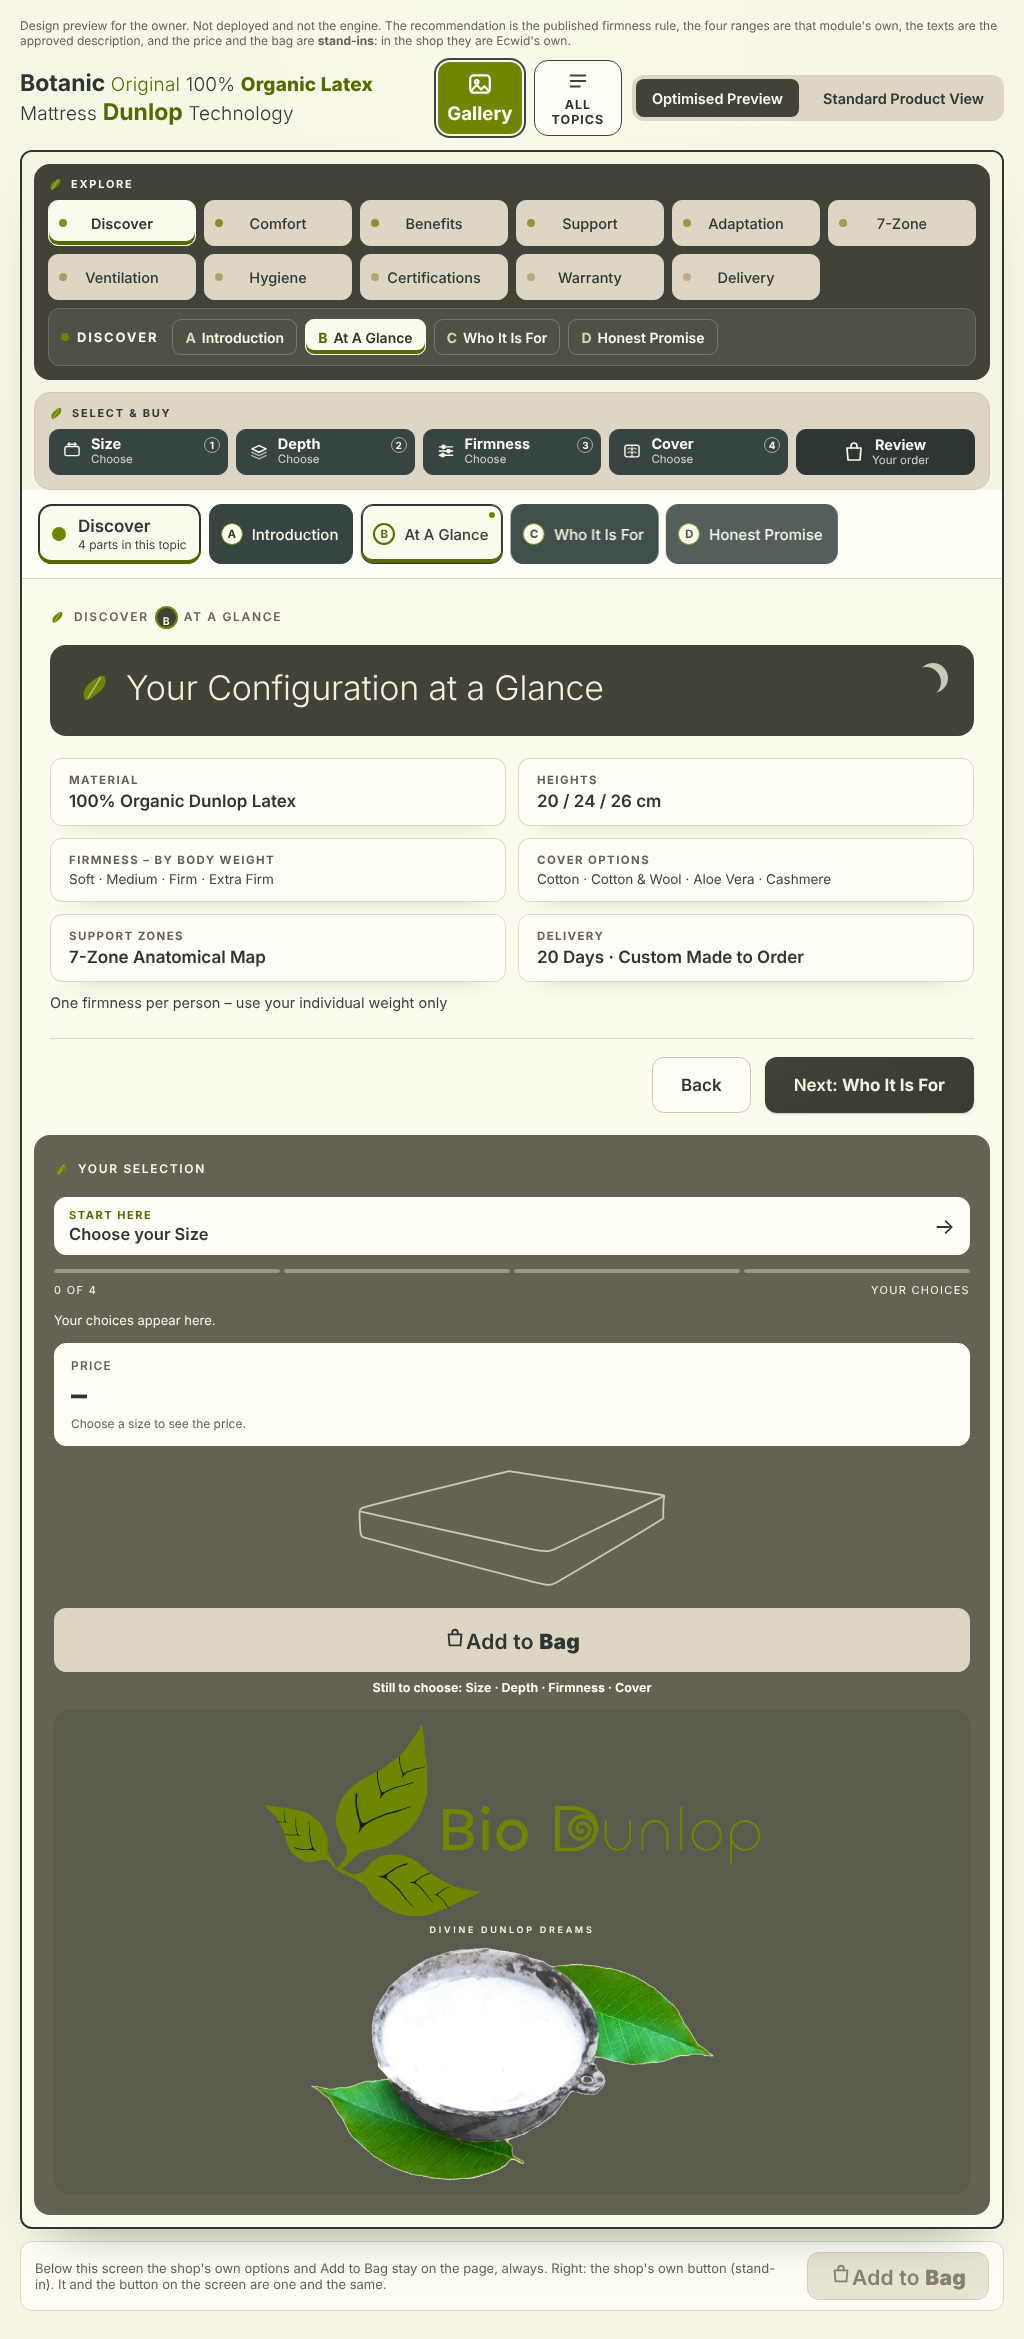 Design preview for the owner. Not deployed and not the engine. The recommendation is the published firmness rule, the four ranges are that module's own, the texts are the
approved description, and the price and the bag are stand-ins: in the shop they are Ecwid's own.
Botanic Original 100% Organic Latex
Mattress Dunlop Technology
Gallery
ALL
TOPICS
Optimised Preview
Standard Product View
EXPLORE
Discover
Comfort
Benefits
Support
Adaptation
7-Zone
Ventilation
Hygiene
Certifications
Warranty
Delivery
DISCOVER
A Introduction
B At A Glance
C Who It Is For
D Honest Promise
SELECT & BUY
Size
Choose
1
Depth
Choose
2
Firmness
Choose
3
Cover
Choose
4
Review
Your order
Discover
4 parts in this topic
A Introduction
B At A Glance
C Who It Is For
D Honest Promise
DISCOVER B AT A GLANCE
Your Configuration at a Glance
MATERIAL
100% Organic Dunlop Latex
HEIGHTS
20 / 24 / 26 cm
FIRMNESS – BY BODY WEIGHT
Soft · Medium · Firm · Extra Firm
COVER OPTIONS
Cotton · Cotton & Wool · Aloe Vera · Cashmere
SUPPORT ZONES
7-Zone Anatomical Map
DELIVERY
20 Days · Custom Made to Order
One firmness per person – use your individual weight only
Back
Next: Who It Is For
YOUR SELECTION
START HERE
Choose your Size
0 OF 4
YOUR CHOICES
Your choices appear here.
PRICE
–
Choose a size to see the price.
Add to Bag
Still to choose: Size · Depth · Firmness · Cover
Bio Dunlop
DIVINE DUNLOP DREAMS
Below this screen the shop's own options and Add to Bag stay on the page, always. Right: the shop's own button (stand-
in). It and the button on the screen are one and the same.
Add to Bag